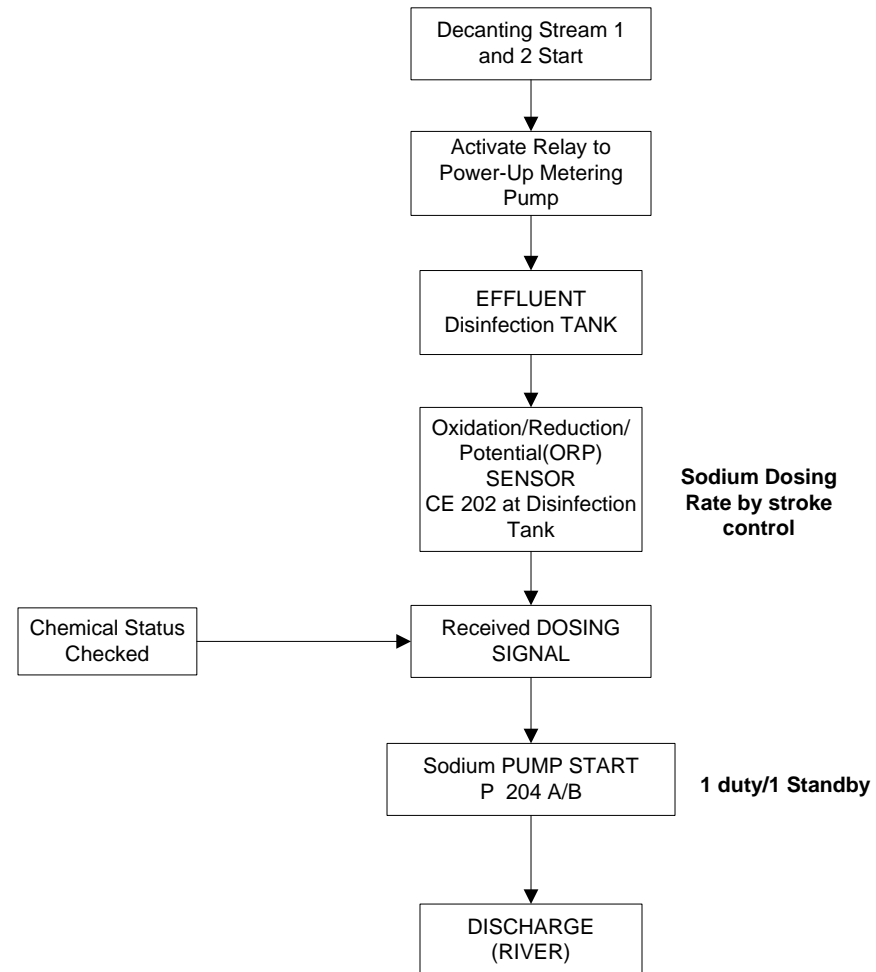 Decanting Stream 1
and 2 Start
Activate Relay to
Power-Up Metering
Pump
EFFLUENT
Disinfection TANK
Oxidation/Reduction/
Potential(ORP)
SENSOR
CE 202 at Disinfection
Tank
Sodium Dosing
Rate by stroke
control
Chemical Status
Checked
Received DOSING
SIGNAL
Sodium PUMP START
P 204 A/B
1 duty/1 Standby
DISCHARGE
(RIVER)